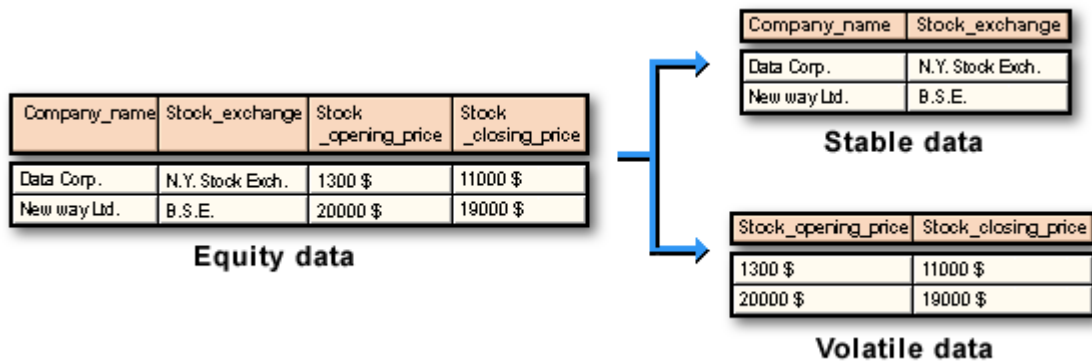 Company_name Stock_exchange Stock _opening_price Stock _closing_price
Data Corp. N.Y. Stock Exch. 1300 $ 11000 $
New way Ltd. B.S.E. 20000 $ 19000 $
Equity data
Company_name Stock_exchange
Data Corp. N.Y. Stock Exch.
New way Ltd. B.S.E.
Stable data
Stock_opening_price Stock_closing_price
1300 $ 11000 $
20000 $ 19000 $
Volatile data